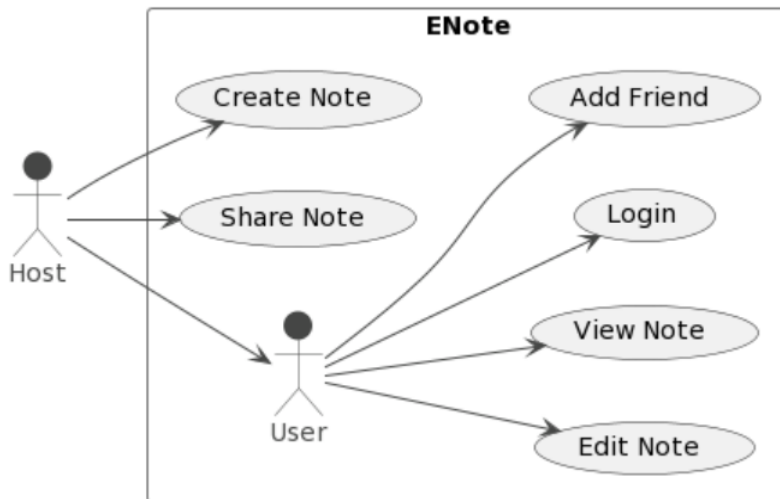 ENote
Create Note
Add Friend
Share Note
Login
Host
View Note
User
Edit Note